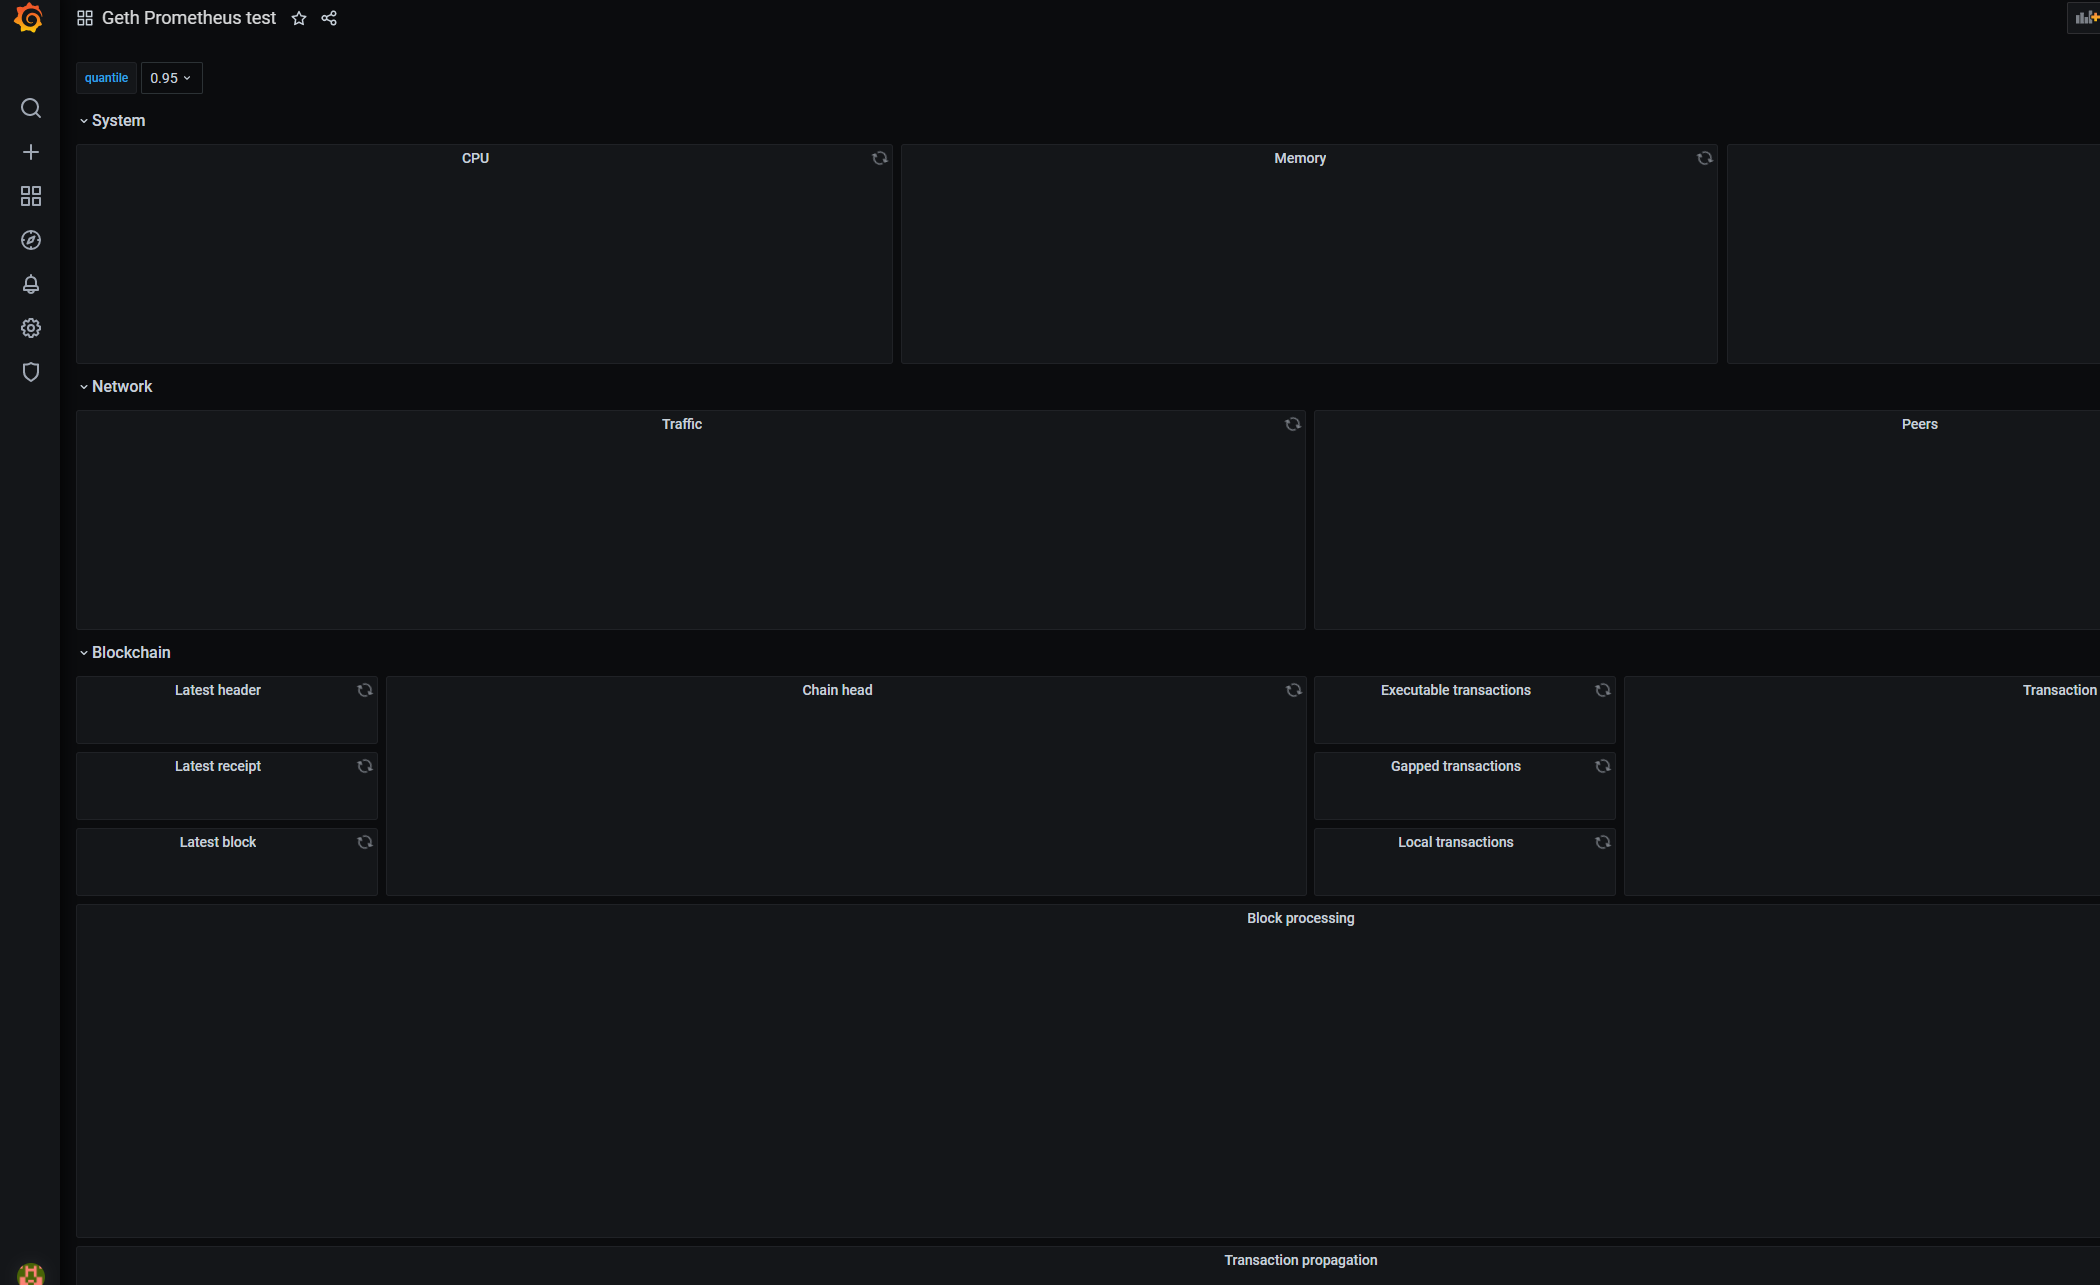 Geth Prometheus test
quantile 0.95
System
CPU Memory
Network
Traffic Peers
Blockchain
Latest header Chain head Executable transactions Transaction
Latest receipt Gapped transactions
Latest block Local transactions
Block processing
Transaction propagation